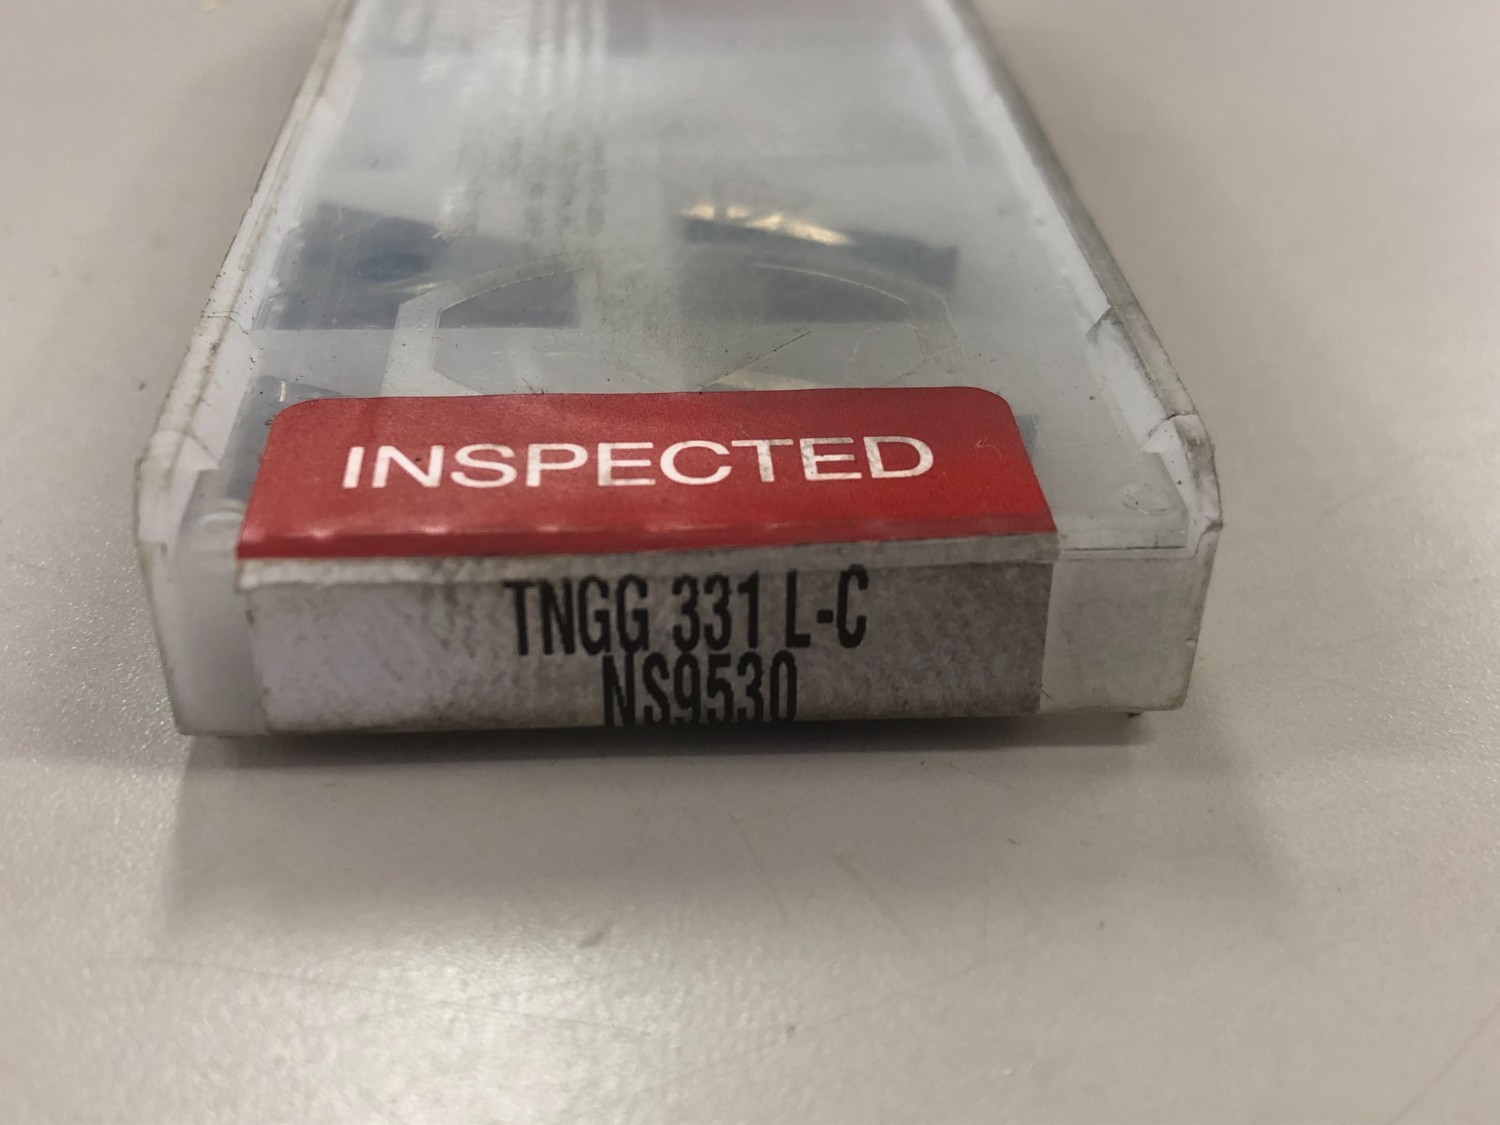 INSPECTED
TNGG 331 L-C
NS9530